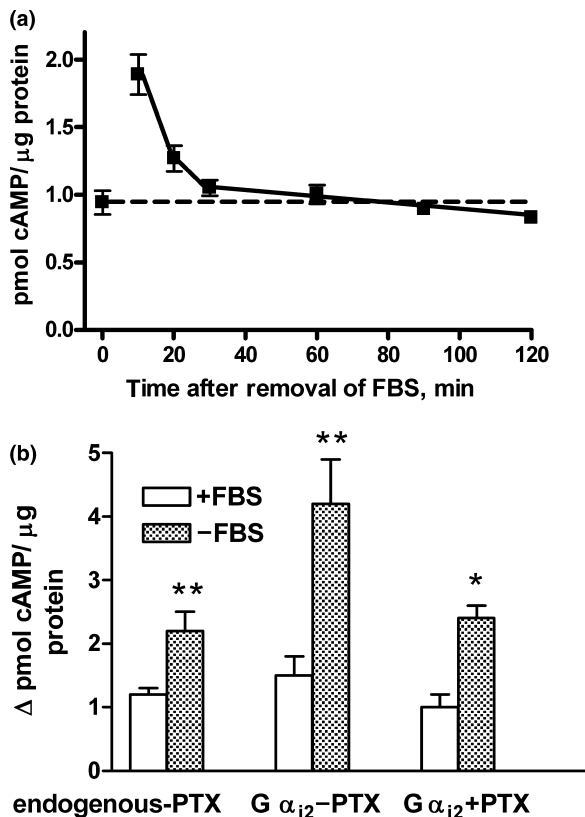 (a)
pmol cAMP/μg protein
2.0
1.5
1.0
0.5
0.0
0 20 40 60 80 100 120
Time after removal of FBS, min
(b)
Δ pmol cAMP/μg
protein
5
4
3
2
1
0
+FBS
−FBS
**
**
*
endogenous-PTX G αi2−PTX G αi2+PTX